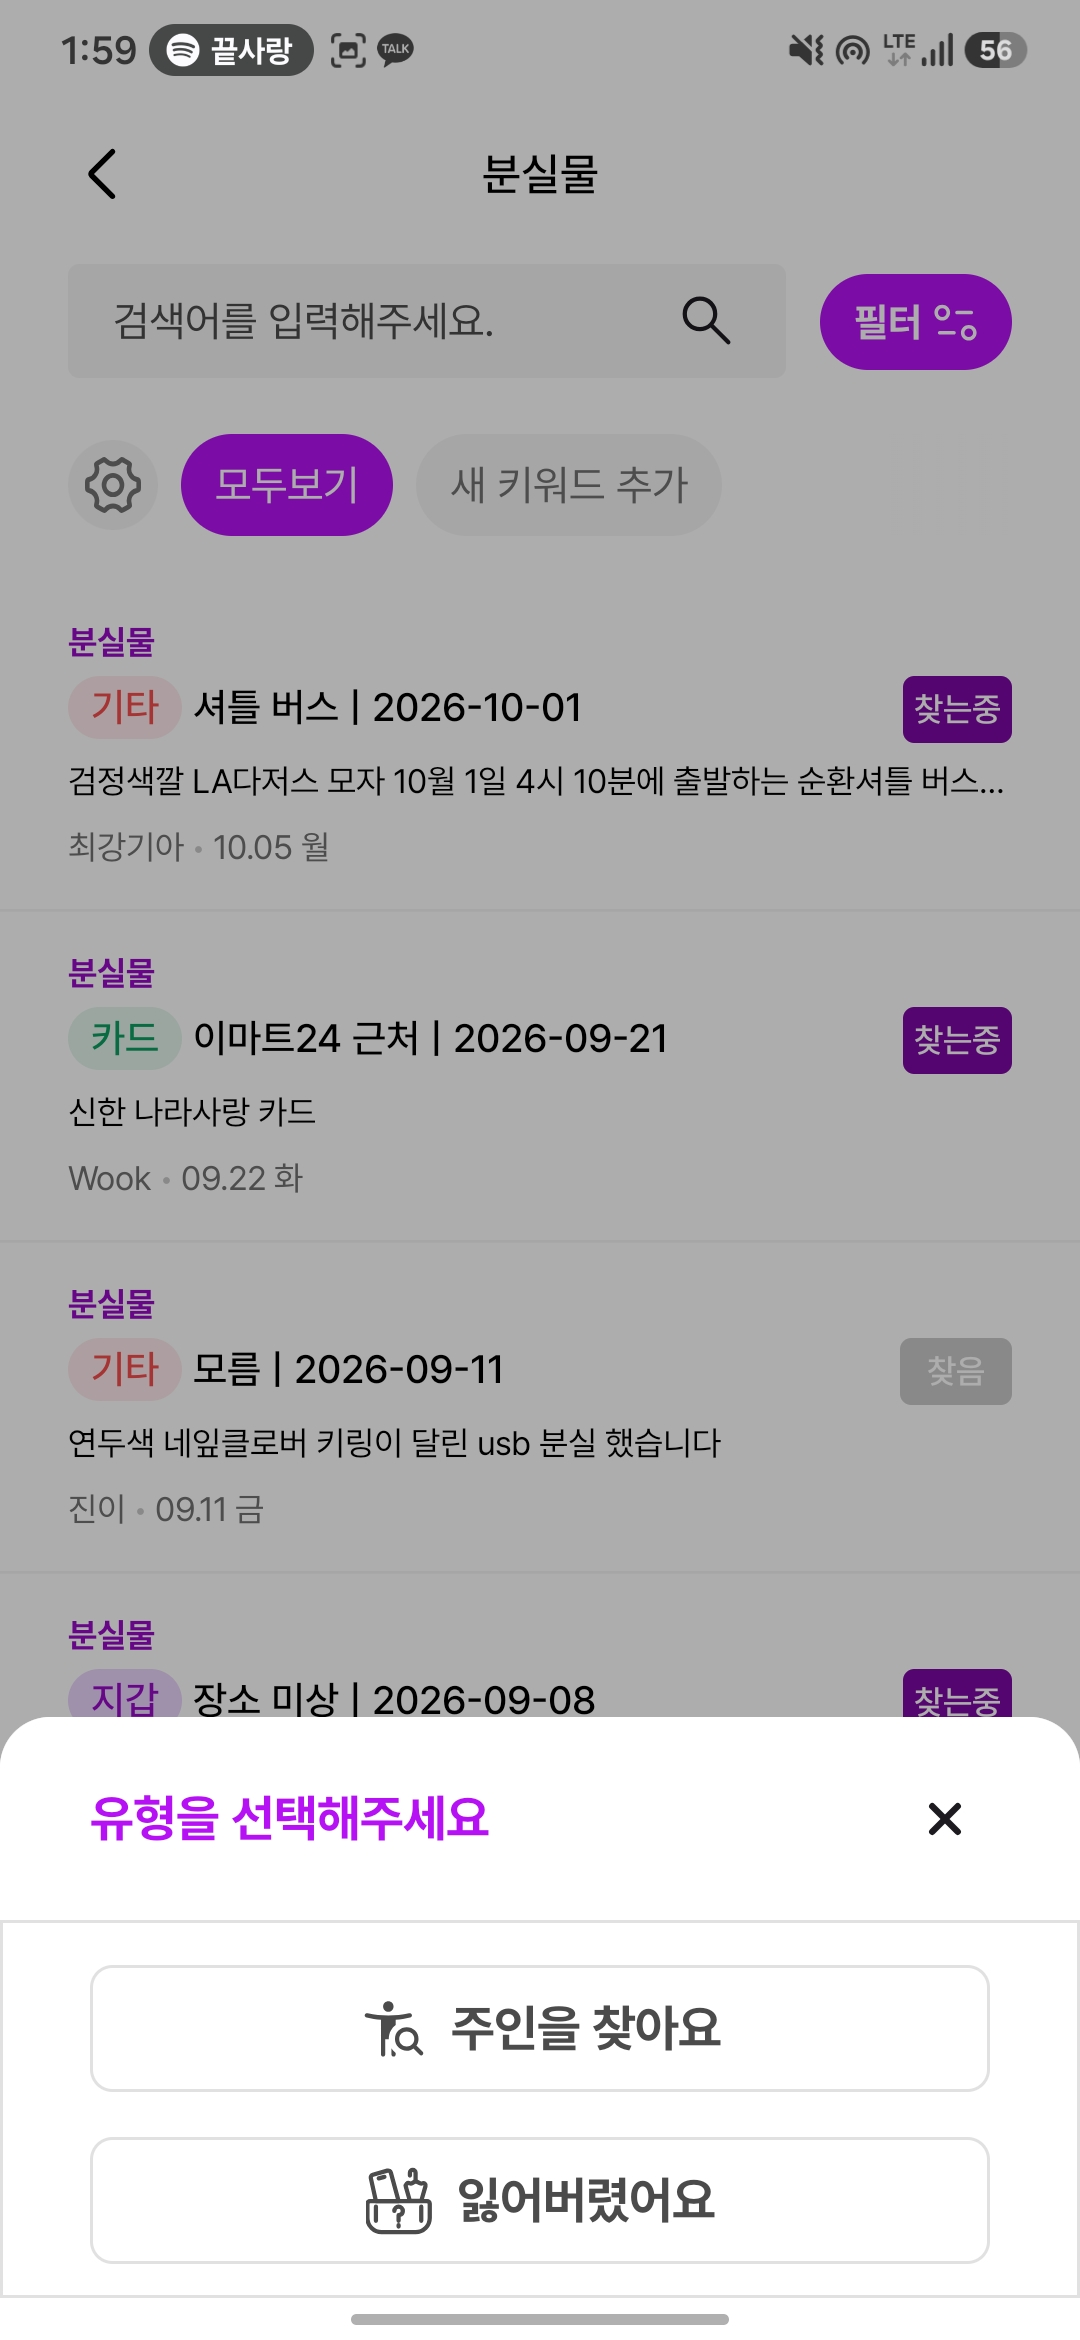 1:59 끝사랑 TALK LTE 56
분실물
검색어를 입력해주세요. 필터
모두보기 새 키워드 추가
분실물
기타 셔틀 버스 | 2026-10-01 찾는중
검정색깔 LA다저스 모자 10월 1일 4시 10분에 출발하는 순환셔틀 버스...
최강기아 • 10.05 월
분실물
카드 이마트24 근처 | 2026-09-21 찾는중
신한 나라사랑 카드
Wook • 09.22 화
분실물
기타 모름 | 2026-09-11 찾음
연두색 네잎클로버 키링이 달린 usb 분실 했습니다
진이 • 09.11 금
분실물
지갑 장소 미상 | 2026-09-08 찾는중
유형을 선택해주세요
주인을 찾아요
잃어버렸어요